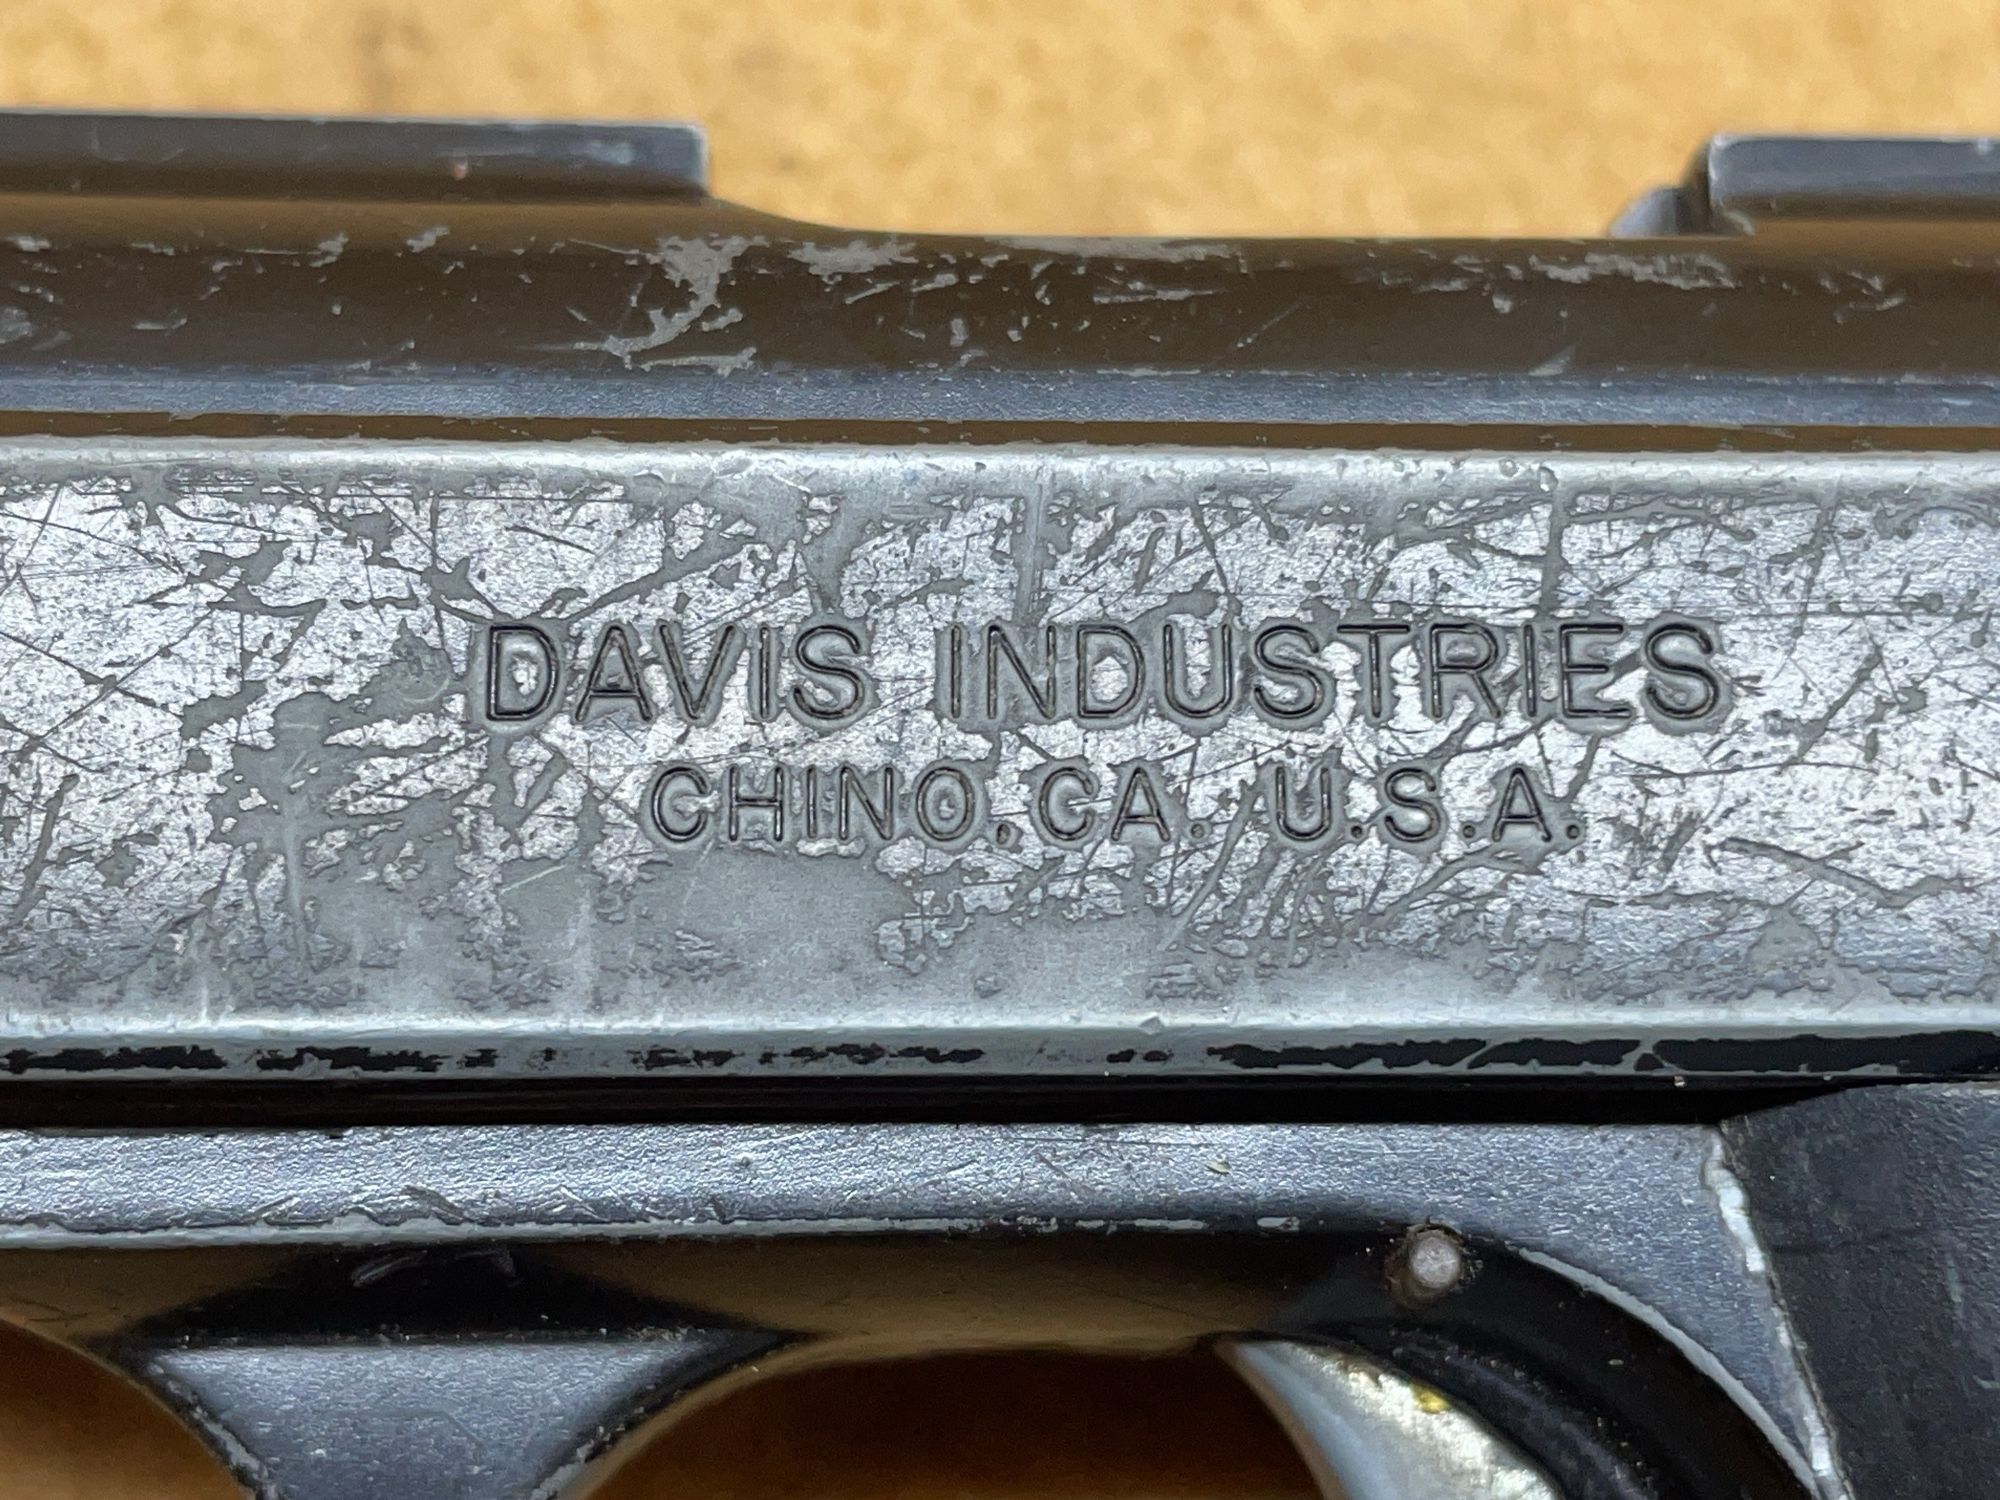 DAVIS INDUSTRIES
CHINO, CA. U.S.A.